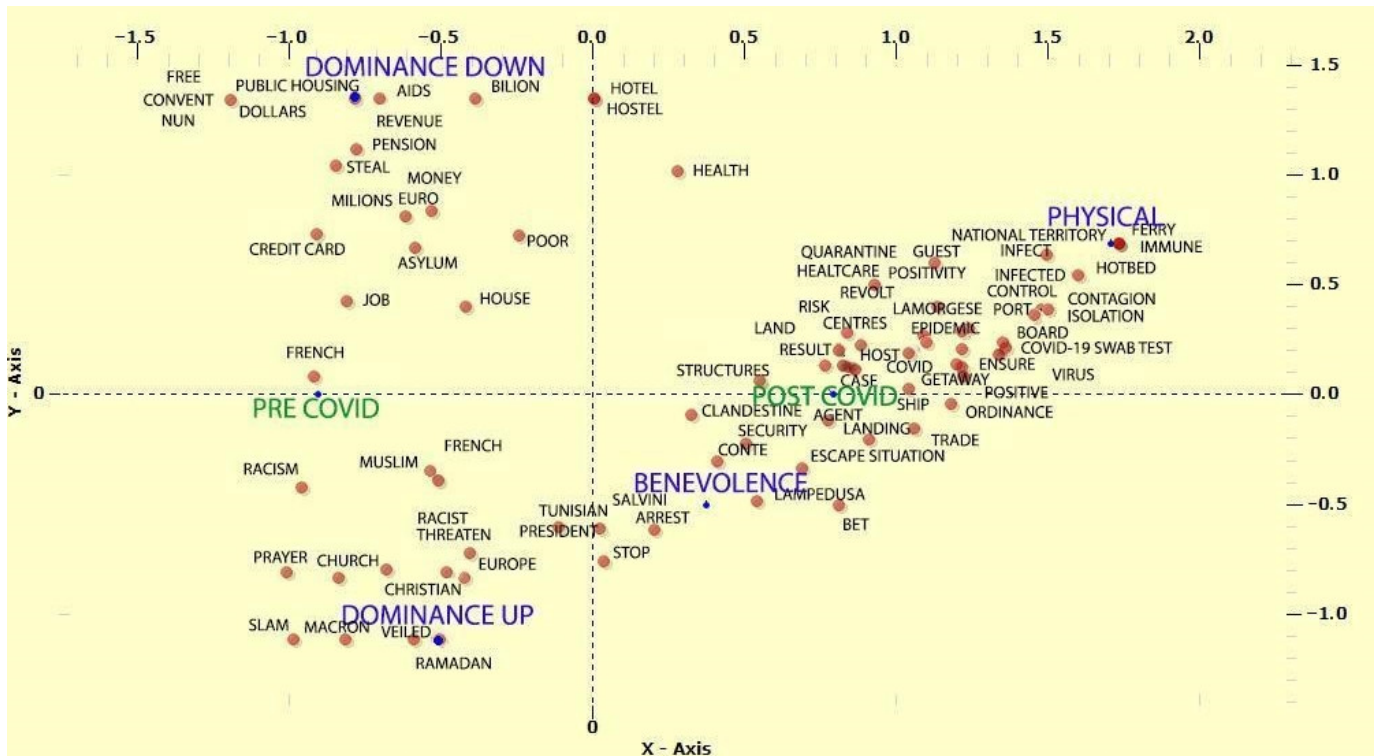 −1.5 −1.0 −0.5 0.0 0.5 1.0 1.5 2.0
DOMINANCE DOWN
1.5
FREE
PUBLIC HOUSING AIDS BILION HOTEL
CONVENT
DOLLARS HOSTEL
NUN REVENUE
PENSION
STEAL HEALTH 1.0
MONEY
MILIONS EURO
PHYSICAL
NATIONAL TERRITORY FERRY
CREDIT CARD POOR QUARANTINE GUEST INFECT IMMUNE
ASYLUM HEALTCARE POSITIVITY INFECTED HOTBED
REVOLT CONTROL 0.5
JOB HOUSE RISK LAMORGESE PORT CONTAGION
ISOLATION
LAND CENTRES EPIDEMIC BOARD
FRENCH RESULT HOST COVID-19 SWAB TEST
STRUCTURES COVID ENSURE
CASE GETAWAY VIRUS
Y - Axis
0 0.0
PRE COVID POST COVID
SHIP POSITIVE
CLANDESTINE AGENT ORDINANCE
SECURITY LANDING TRADE
FRENCH CONTE ESCAPE SITUATION
MUSLIM
RACISM BENEVOLENCE
SALVINI LAMPEDUSA −0.5
TUNISIAN ARREST BET
RACIST PRESIDENT
THREATEN STOP
PRAYER CHURCH EUROPE
CHRISTIAN
DOMINANCE UP −1.0
SLAM MACRON VEILED
RAMADAN
0
X - Axis